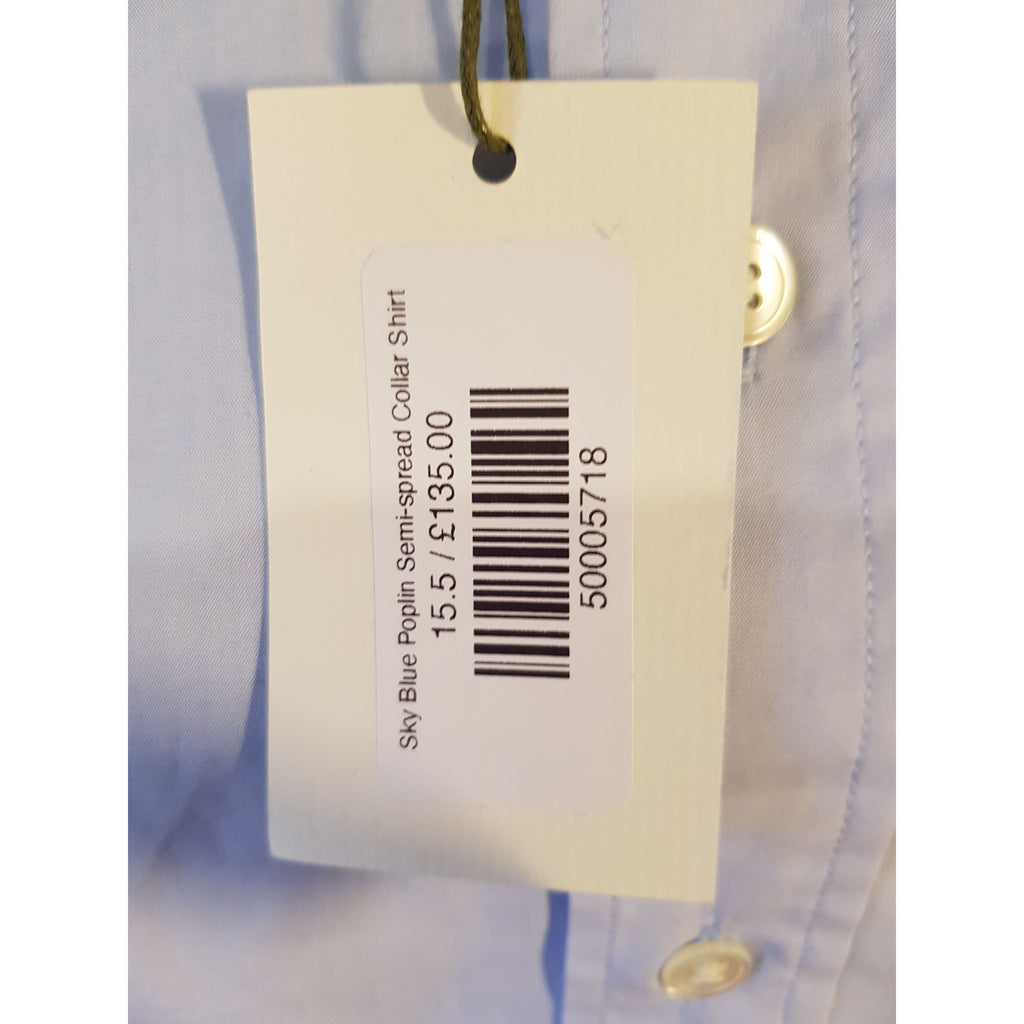 Sky Blue Poplin Semi-spread Collar Shirt
15.5 / £135.00
50005718